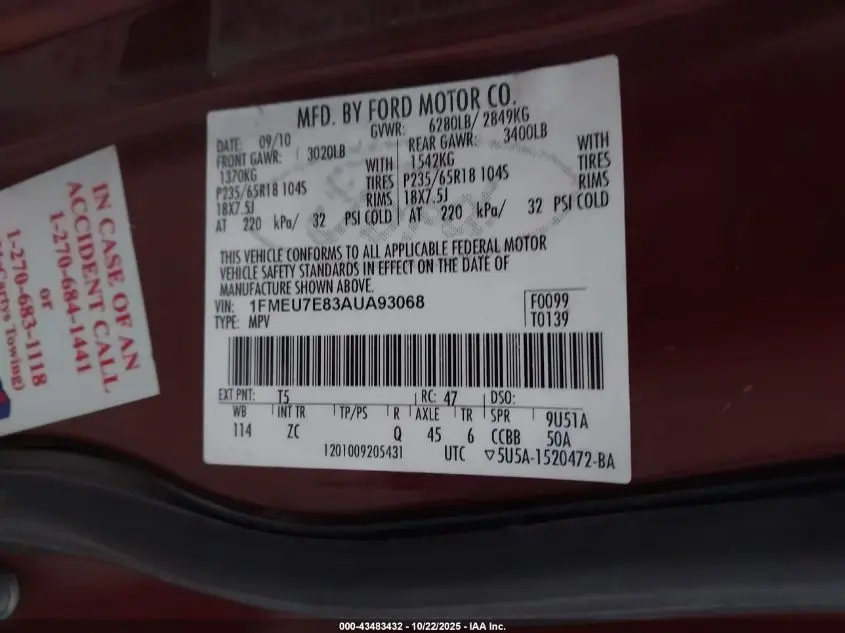 MFD. BY FORD MOTOR CO.
DATE: 09/10 GVWR: 6280LB/ 2849KG
FRONT GAWR: 3020LB REAR GAWR: 3400LB
1370KG WITH 1542KG WITH
P235/65R18 104S TIRES P235/65R18 104S TIRES
18X7.5J RIMS 18X7.5J RIMS
AT 220 kPa/ 32 PSI COLD AT 220 kPa/ 32 PSI COLD
THIS VEHICLE CONFORMS TO ALL APPLICABLE FEDERAL MOTOR
VEHICLE SAFETY STANDARDS IN EFFECT ON THE DATE OF
MANUFACTURE SHOWN ABOVE.
VIN: 1FMEU7E83AUA93068 F0099
TYPE: MPV T0139
EXT PNT: T5 RC: 47 DSO:
WB INT TR TP/PS R AXLE TR SPR 9U51A
114 ZC Q 45 6 CCBB 50A
1201009205431 UTC ▽5U5A-1520472-BA
IN CASE OF AN
ACCIDENT CALL
1-270-684-1441
or
1-270-683-1118
Cartys Towing)
000-43483432 - 10/22/2025 - IAA Inc.